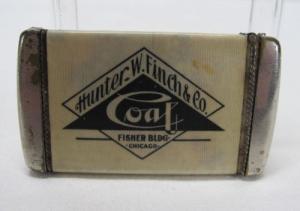 Hunter W. Finch & Co.
Coal
FISHER BLDG
CHICAGO